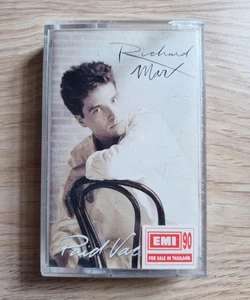 Richard
Marx
Paid Vac
EMI 90
FOR SALE IN THAILAND